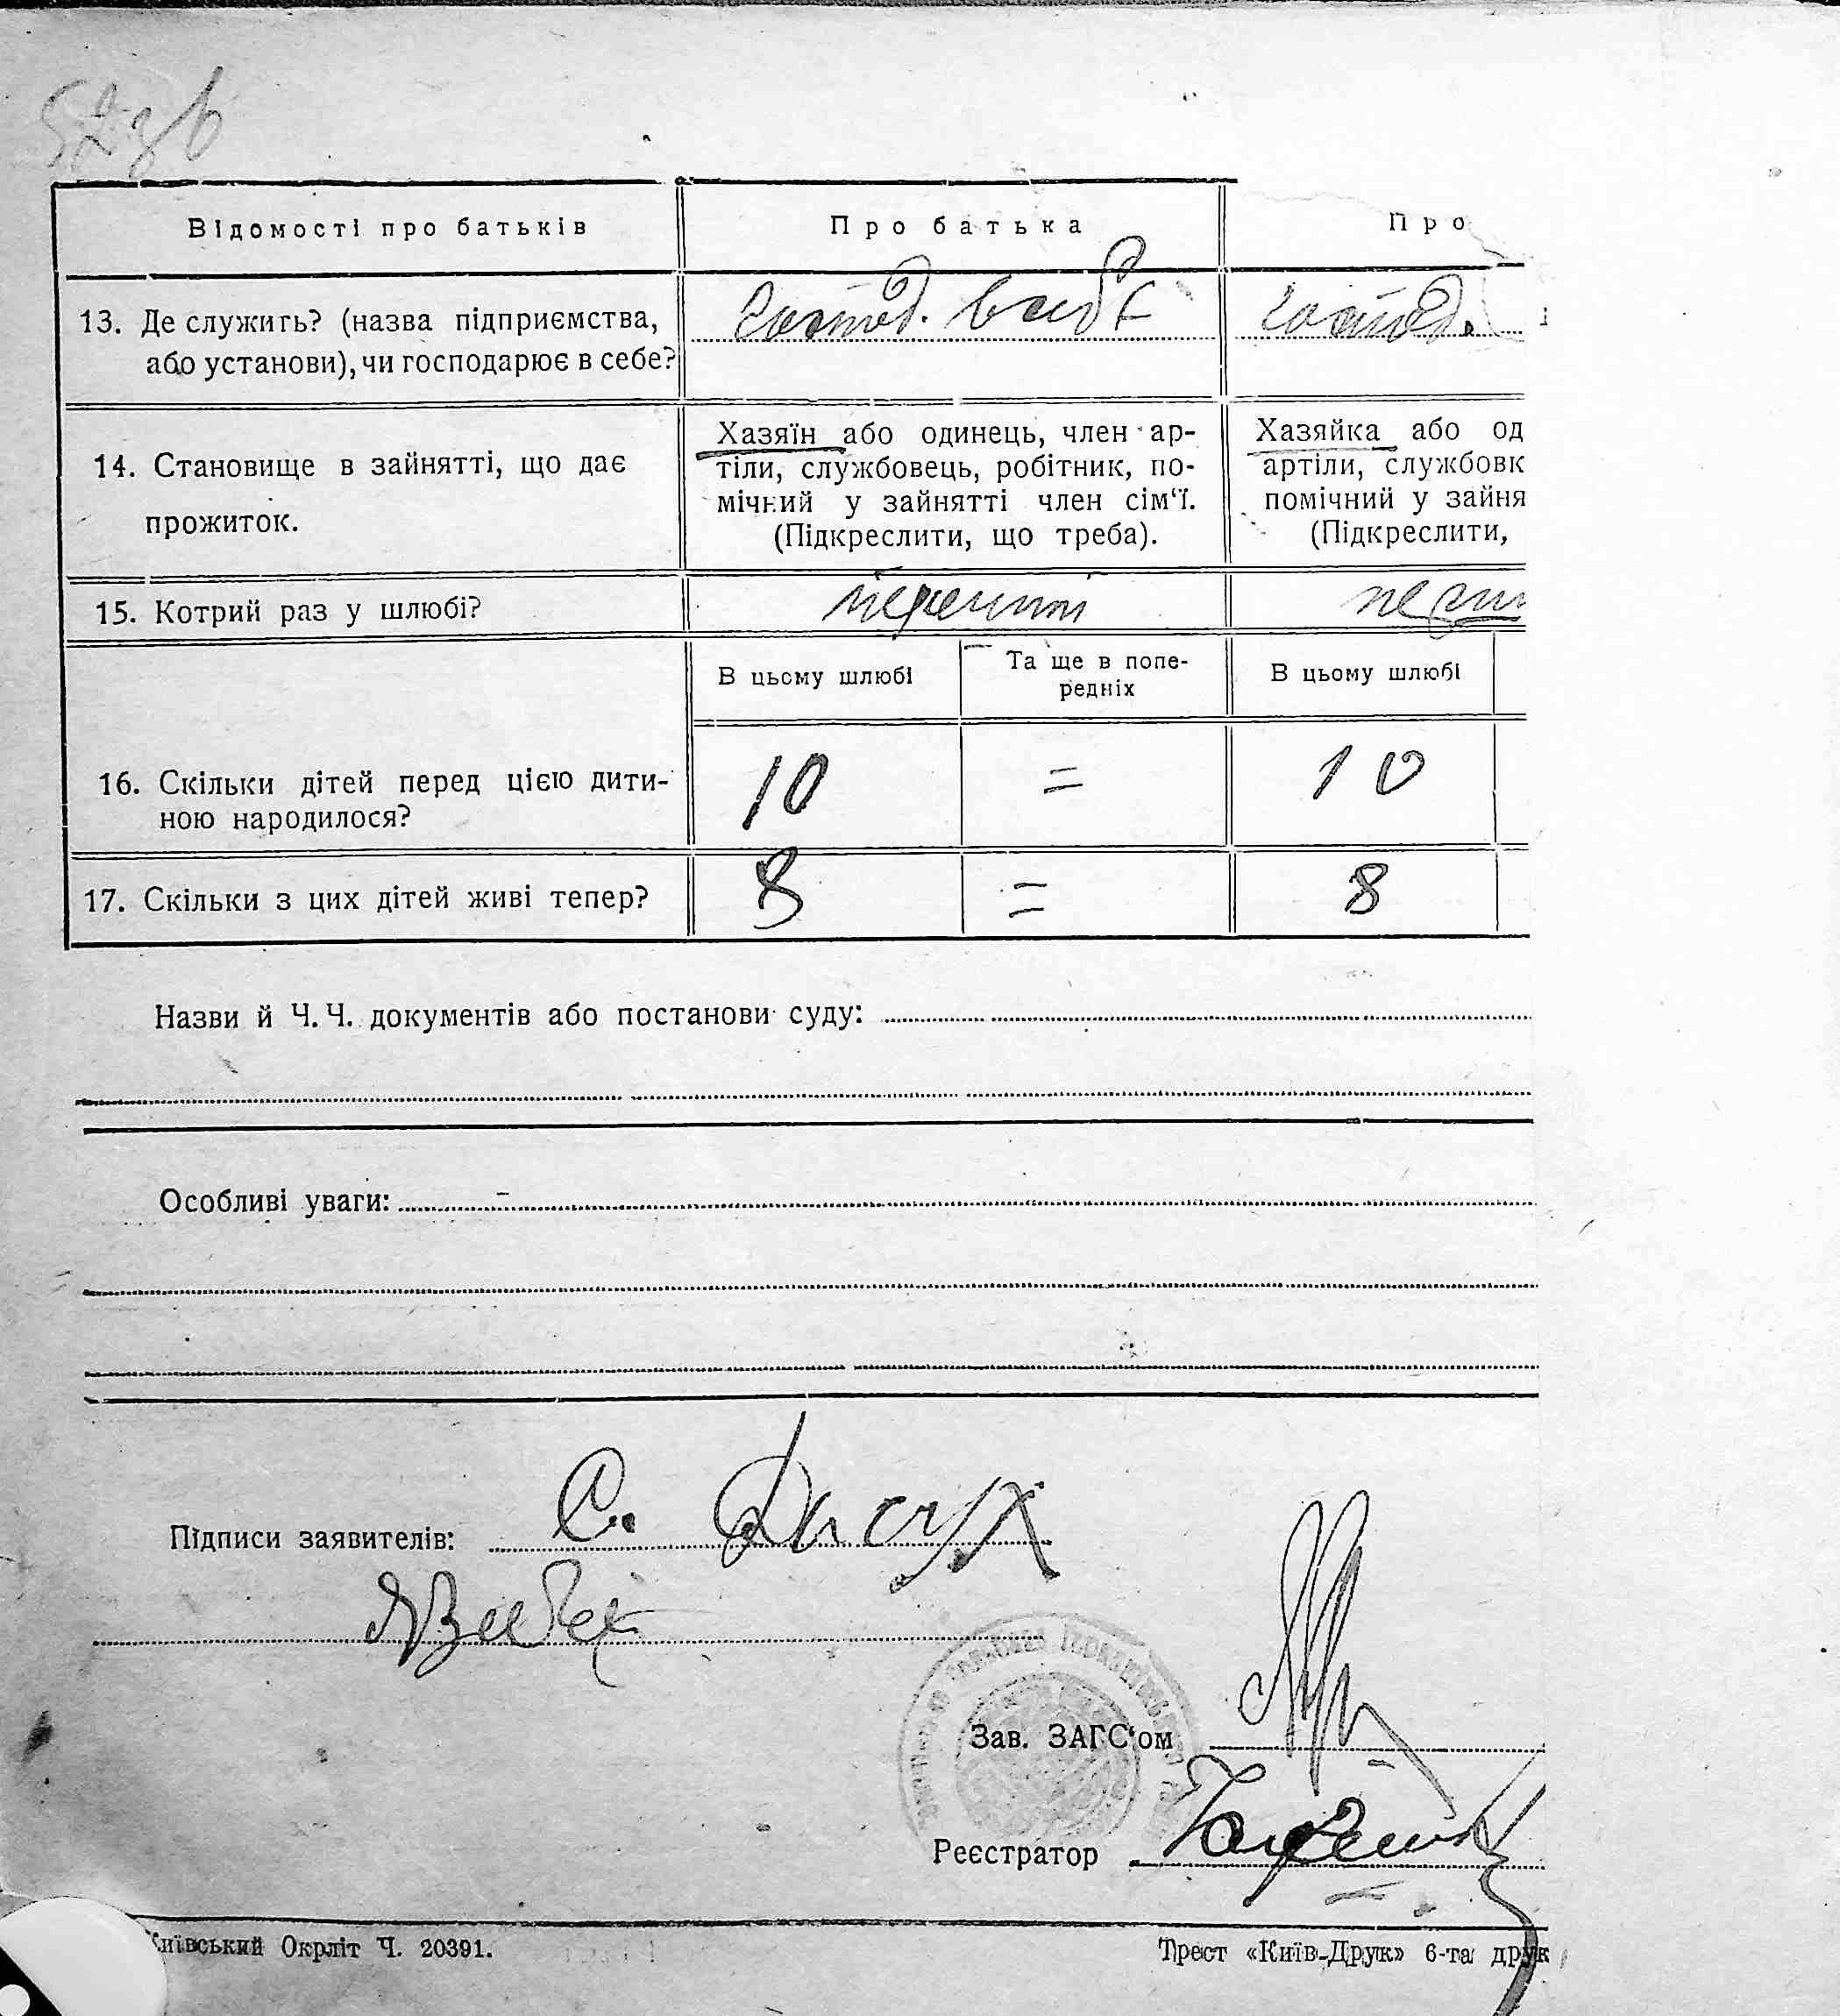 Відомості про батьків
Про батька
Про
13. Де служить? (назва підприємства,
або установи), чи господарює в себе?
господ. в себе
господ.
14. Становище в зайнятті, що дає
прожиток.
Хазяїн або одинець, член ар-
тіли, службовець, робітник, по-
мічний у зайнятті член сім'ї.
(Підкреслити, що треба).
Хазяйка або од
артіли, службовк
помічний у зайня
(Підкреслити,
15. Котрий раз у шлюбі?
В цьому шлюбі
Та ще в попе-
редніх
В цьому шлюбі
16. Скільки дітей перед цією дити-
ною народилося?
10 = 10
17. Скільки з цих дітей живі тепер?
8 = 8
Назви й Ч. Ч. документів або постанови суду:
Особливі уваги: –
Підписи заявителів: С.
Зав. ЗАГС'ом
Реєстратор
Київський Окрліт Ч. 20391.
Трест «Київ-Друк» 6-та друк